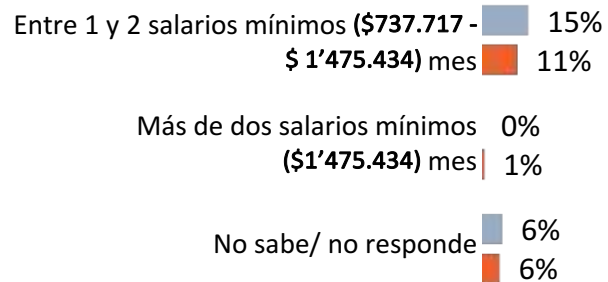 Entre 1 y 2 salarios mínimos ($737.717 - 15%
$ 1’475.434) mes 11%
Más de dos salarios mínimos 0%
($1’475.434) mes 1%
No sabe/ no responde 6%
6%